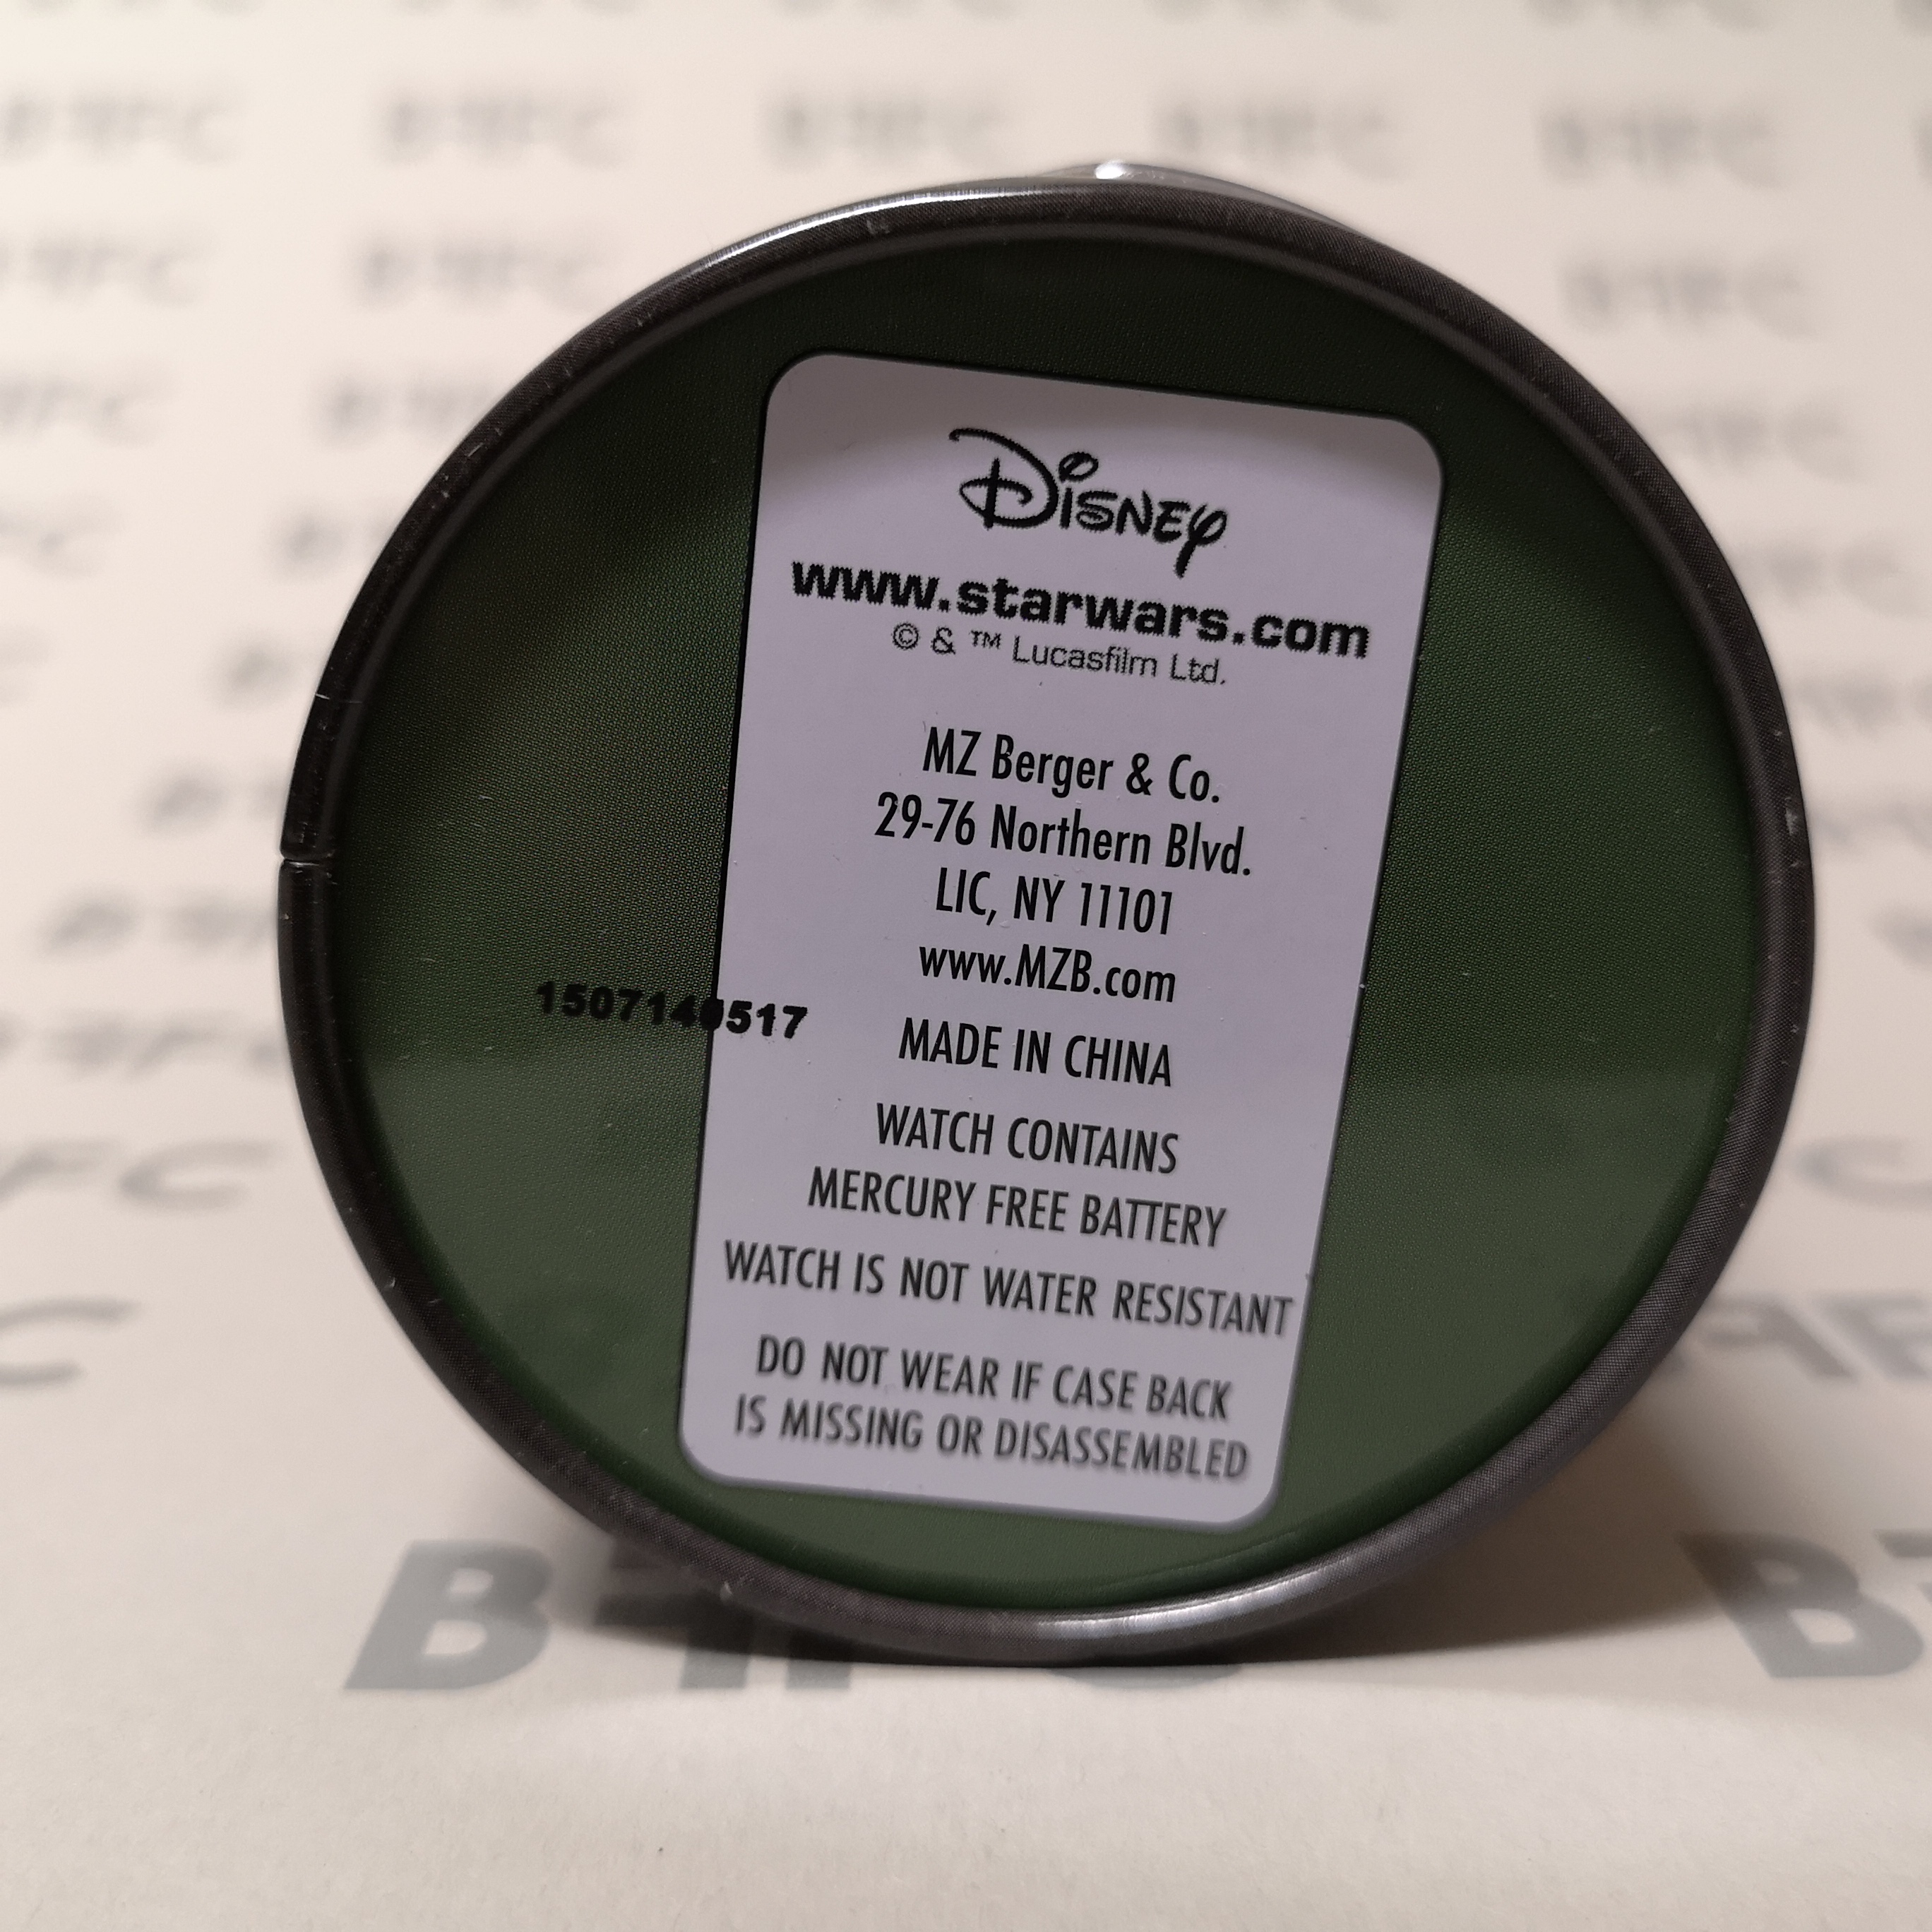 Disney
www.starwars.com
© & ™ Lucasfilm Ltd.
MZ Berger & Co.
29-76 Northern Blvd.
LIC, NY 11101
www.MZB.com
1507140517
MADE IN CHINA
WATCH CONTAINS
MERCURY FREE BATTERY
WATCH IS NOT WATER RESISTANT
DO NOT WEAR IF CASE BACK
IS MISSING OR DISASSEMBLED